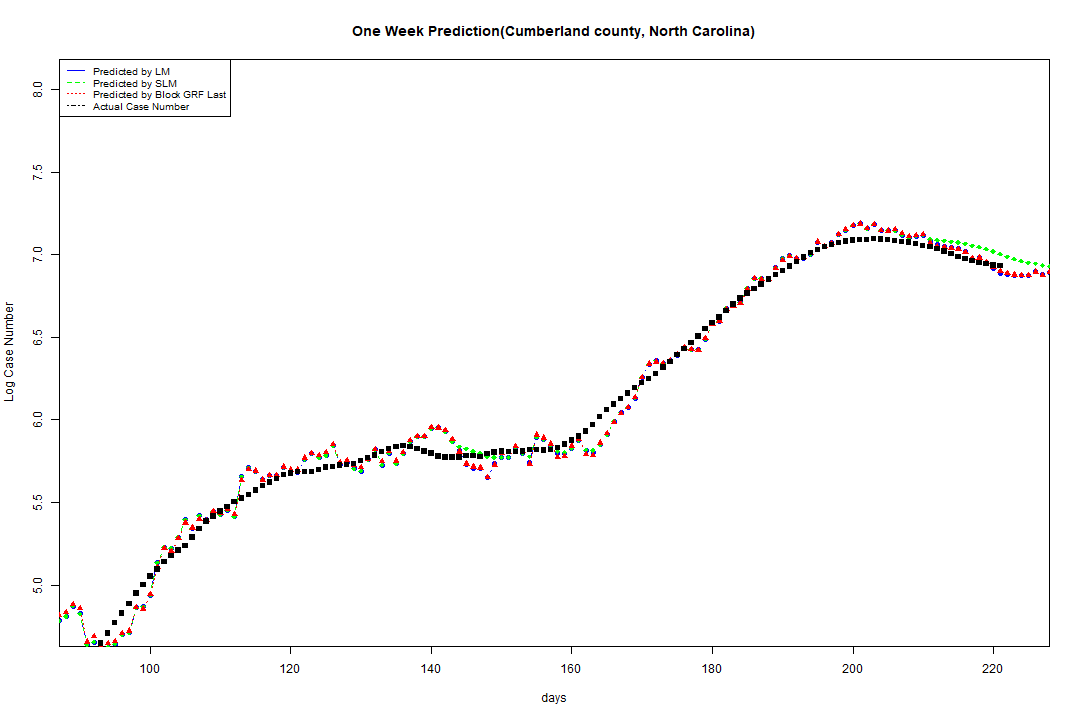 One Week Prediction(Cumberland county, North Carolina)
Predicted by LM
Predicted by SLM
Predicted by Block GRF Last
Actual Case Number
8.0
7.5
7.0
6.5
6.0
5.5
5.0
Log Case Number
100 120 140 160 180 200 220
days